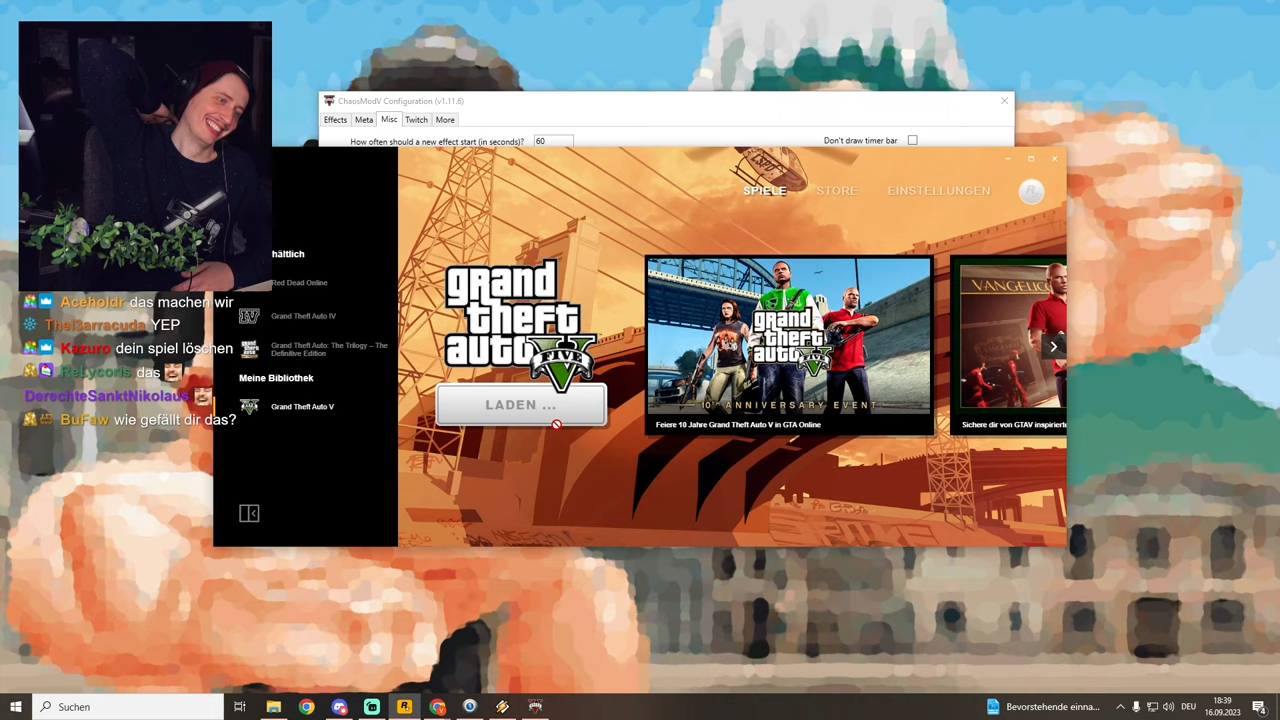 ChaosModV Configuration (v1.11.6)
Effects Meta Misc Twitch More
How often should a new effect start (in seconds)? 60 Don't draw timer bar
SPIELE STORE EINSTELLUNGEN
hältlich
Red Dead Online
Grand Theft Auto IV
Grand Theft Auto: The Trilogy – The
Definitive Edition
Meine Bibliothek
Grand Theft Auto V
grand
theft
auto V
FIVE
LADEN ...
grand
theft
auto V
10TH ANNIVERSARY EVENT
Feiere 10 Jahre Grand Theft Auto V in GTA Online
VANGELICO
Sichere dir von GTAV inspirierte
Aceholdr das machen wir
Thel3arracuda YEP
Kazuro dein spiel löschen
ReLycoris das
DerechteSanktNikolaus
BuFaw wie gefällt dir das?
Suchen
Bevorstehende einna...
DEU
18:39
16.09.2023